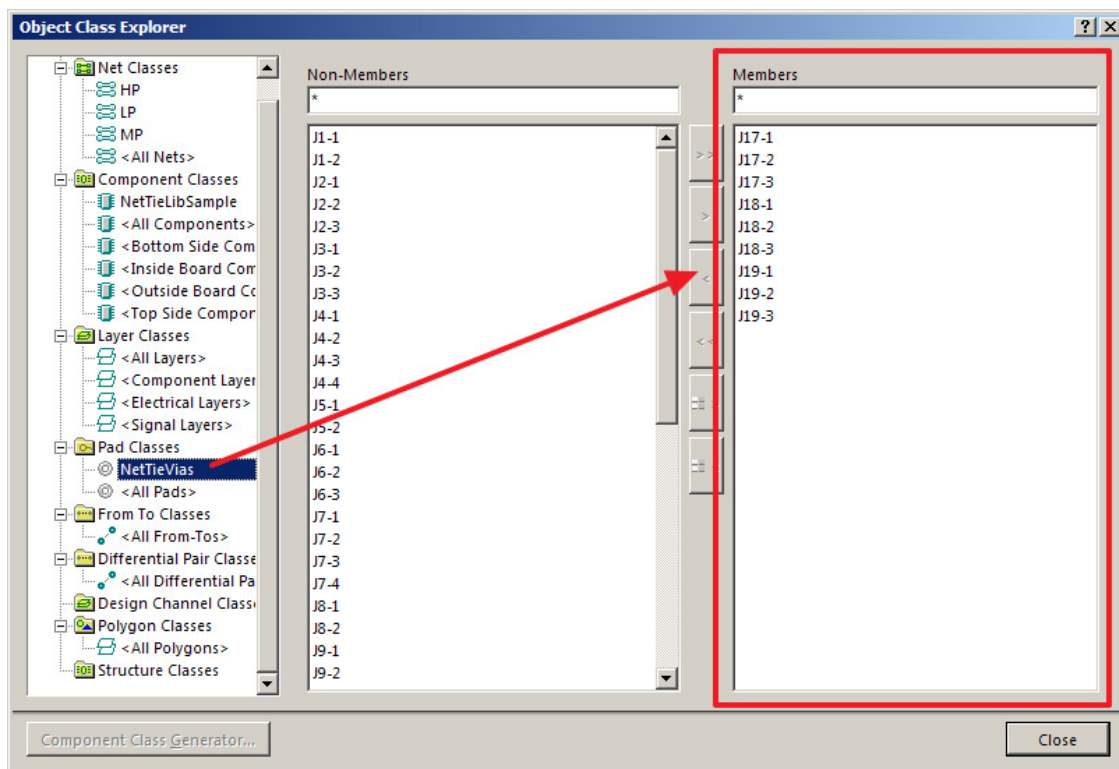 Object Class Explorer
Net Classes
HP
LP
MP
<All Nets>
Component Classes
NetTieLibSample
<All Components>
<Bottom Side Com
<Inside Board Com
<Outside Board Cc
<Top Side Compor
Layer Classes
<All Layers>
<Component Layer
<Electrical Layers>
<Signal Layers>
Pad Classes
NetTieVias
<All Pads>
From To Classes
<All From-Tos>
Differential Pair Classe
<All Differential Pa
Design Channel Class
Polygon Classes
<All Polygons>
Structure Classes
Non-Members
*
J1-1
J1-2
J2-1
J2-2
J2-3
J3-1
J3-2
J3-3
J4-1
J4-2
J4-3
J4-4
J5-1
J5-2
J6-1
J6-2
J6-3
J7-1
J7-2
J7-3
J7-4
J8-1
J8-2
J9-1
J9-2
>>
>
<
<<
Members
*
J17-1
J17-2
J17-3
J18-1
J18-2
J18-3
J19-1
J19-2
J19-3
Component Class Generator...
Close